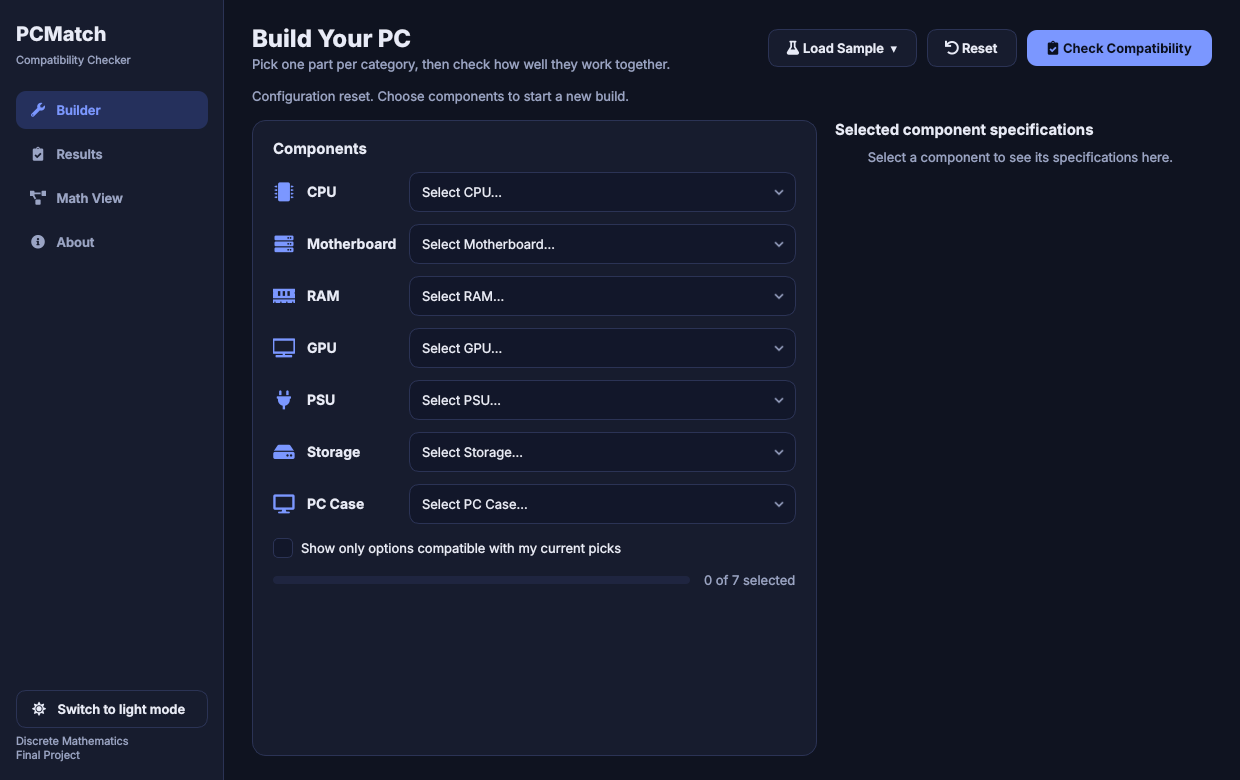 PCMatch
Compatibility Checker
Builder
Results
Math View
About
Switch to light mode
Discrete Mathematics
Final Project
Build Your PC
Pick one part per category, then check how well they work together.
Load Sample ▾
Reset
Check Compatibility
Configuration reset. Choose components to start a new build.
Components
CPU
Select CPU...
Motherboard
Select Motherboard...
RAM
Select RAM...
GPU
Select GPU...
PSU
Select PSU...
Storage
Select Storage...
PC Case
Select PC Case...
Show only options compatible with my current picks
0 of 7 selected
Selected component specifications
Select a component to see its specifications here.